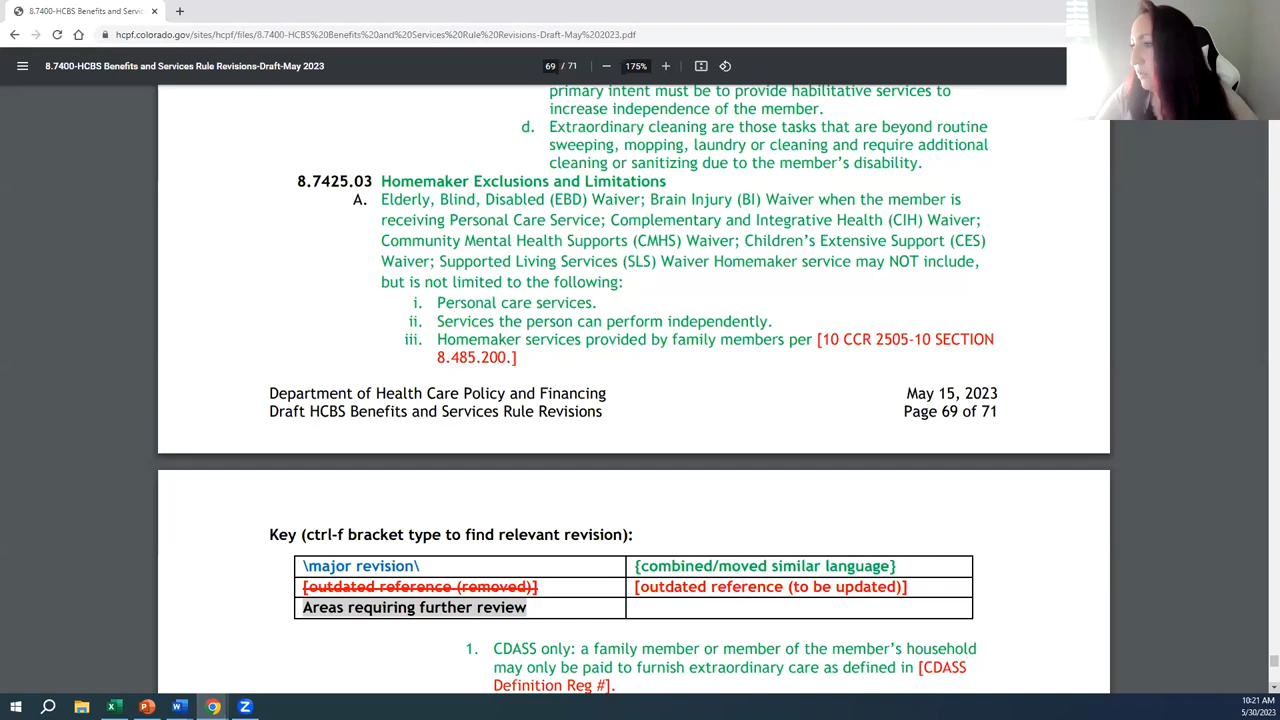 8.7400-HCBS Benefits and Servic
hcpf.colorado.gov/sites/hcpf/files/8.7400-HCBS%20Benefits%20and%20Services%20Rule%20Revisions-Draft-May%202023.pdf
8.7400-HCBS Benefits and Services Rule Revisions-Draft-May 2023
69 / 71
175%
primary intent must be to provide habilitative services to
increase independence of the member.
d. Extraordinary cleaning are those tasks that are beyond routine
sweeping, mopping, laundry or cleaning and require additional
cleaning or sanitizing due to the member's disability.
8.7425.03 Homemaker Exclusions and Limitations
A. Elderly, Blind, Disabled (EBD) Waiver; Brain Injury (BI) Waiver when the member is
receiving Personal Care Service; Complementary and Integrative Health (CIH) Waiver;
Community Mental Health Supports (CMHS) Waiver; Children's Extensive Support (CES)
Waiver; Supported Living Services (SLS) Waiver Homemaker service may NOT include,
but is not limited to the following:
i. Personal care services.
ii. Services the person can perform independently.
iii. Homemaker services provided by family members per [10 CCR 2505-10 SECTION
8.485.200.]
Department of Health Care Policy and Financing May 15, 2023
Draft HCBS Benefits and Services Rule Revisions Page 69 of 71
Key (ctrl-f bracket type to find relevant revision):
\major revision\ {combined/moved similar language}
[outdated reference (removed)] [outdated reference (to be updated)]
Areas requiring further review
1. CDASS only: a family member or member of the member's household
may only be paid to furnish extraordinary care as defined in [CDASS
Definition Reg #].
10:21 AM
5/30/2023